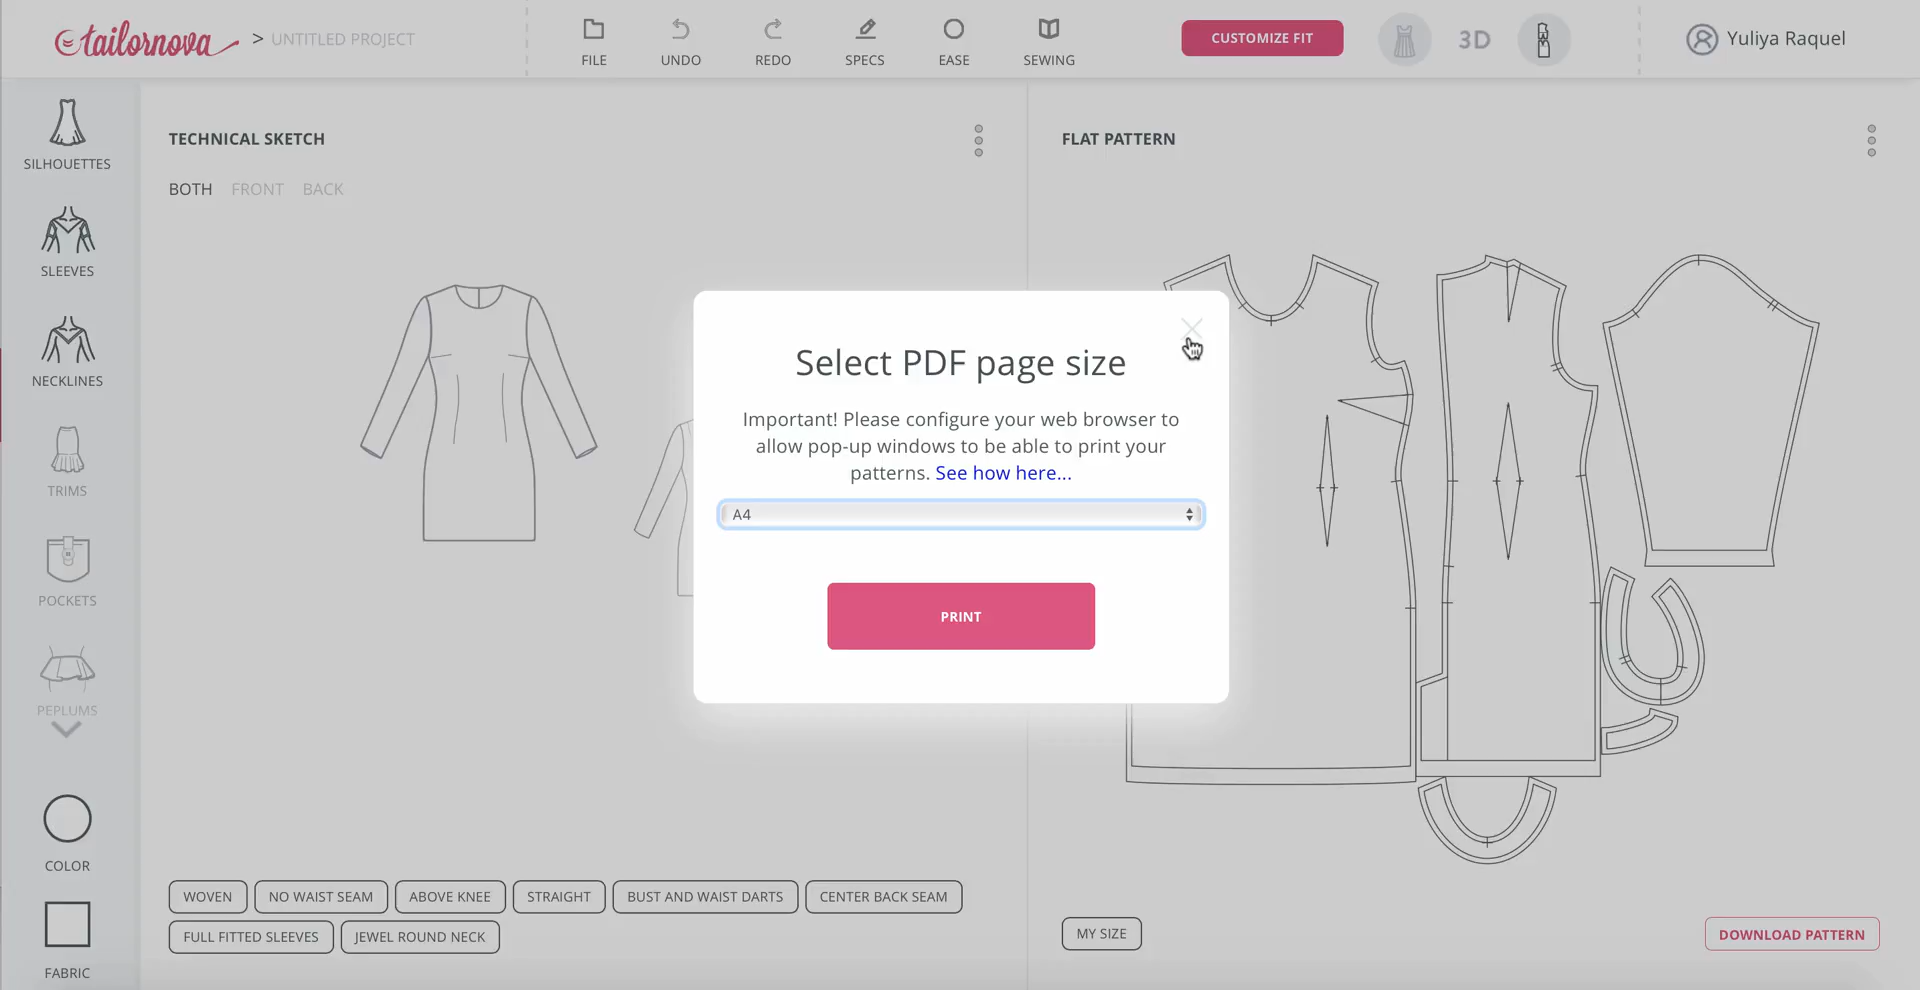 tailornova > UNTITLED PROJECT
FILE UNDO REDO SPECS EASE SEWING
CUSTOMIZE FIT
3D
Yuliya Raquel
SILHOUETTES
SLEEVES
NECKLINES
TRIMS
POCKETS
PEPLUMS
COLOR
FABRIC
TECHNICAL SKETCH
BOTH FRONT BACK
FLAT PATTERN
Select PDF page size
Important! Please configure your web browser to
allow pop-up windows to be able to print your
patterns. See how here...
A4
PRINT
WOVEN NO WAIST SEAM ABOVE KNEE STRAIGHT BUST AND WAIST DARTS CENTER BACK SEAM
FULL FITTED SLEEVES JEWEL ROUND NECK
MY SIZE
DOWNLOAD PATTERN